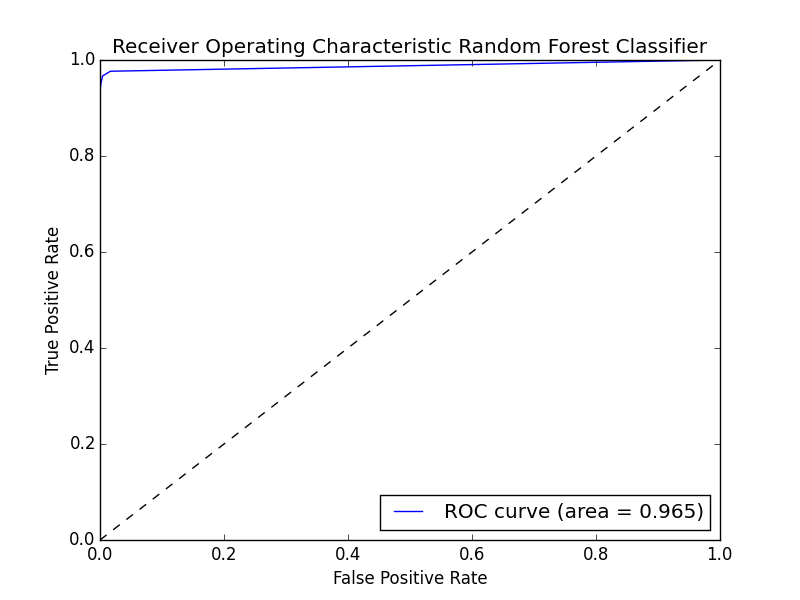 Receiver Operating Characteristic Random Forest Classifier
1.0
0.8
0.6
0.4
0.2
0.0
True Positive Rate
ROC curve (area = 0.965)
0.0 0.2 0.4 0.6 0.8 1.0
False Positive Rate